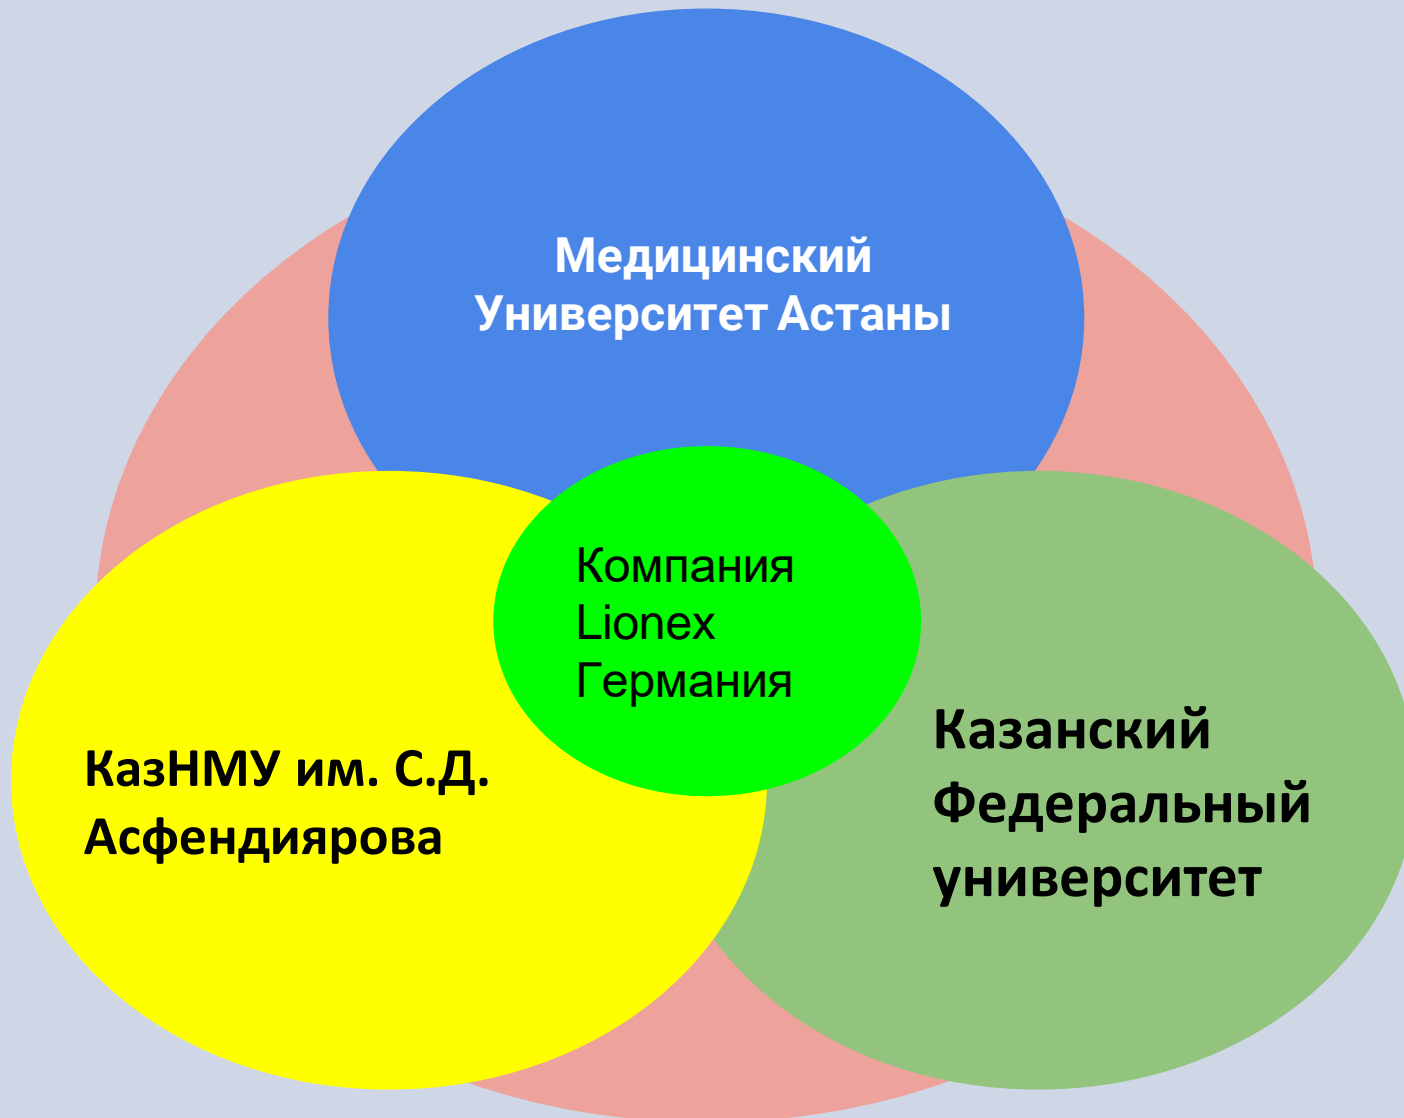 Медицинский
Университет Астаны
Компания
Lionex
Германия
КазНМУ им. С.Д.
Асфендиярова
Казанский
Федеральный
университет